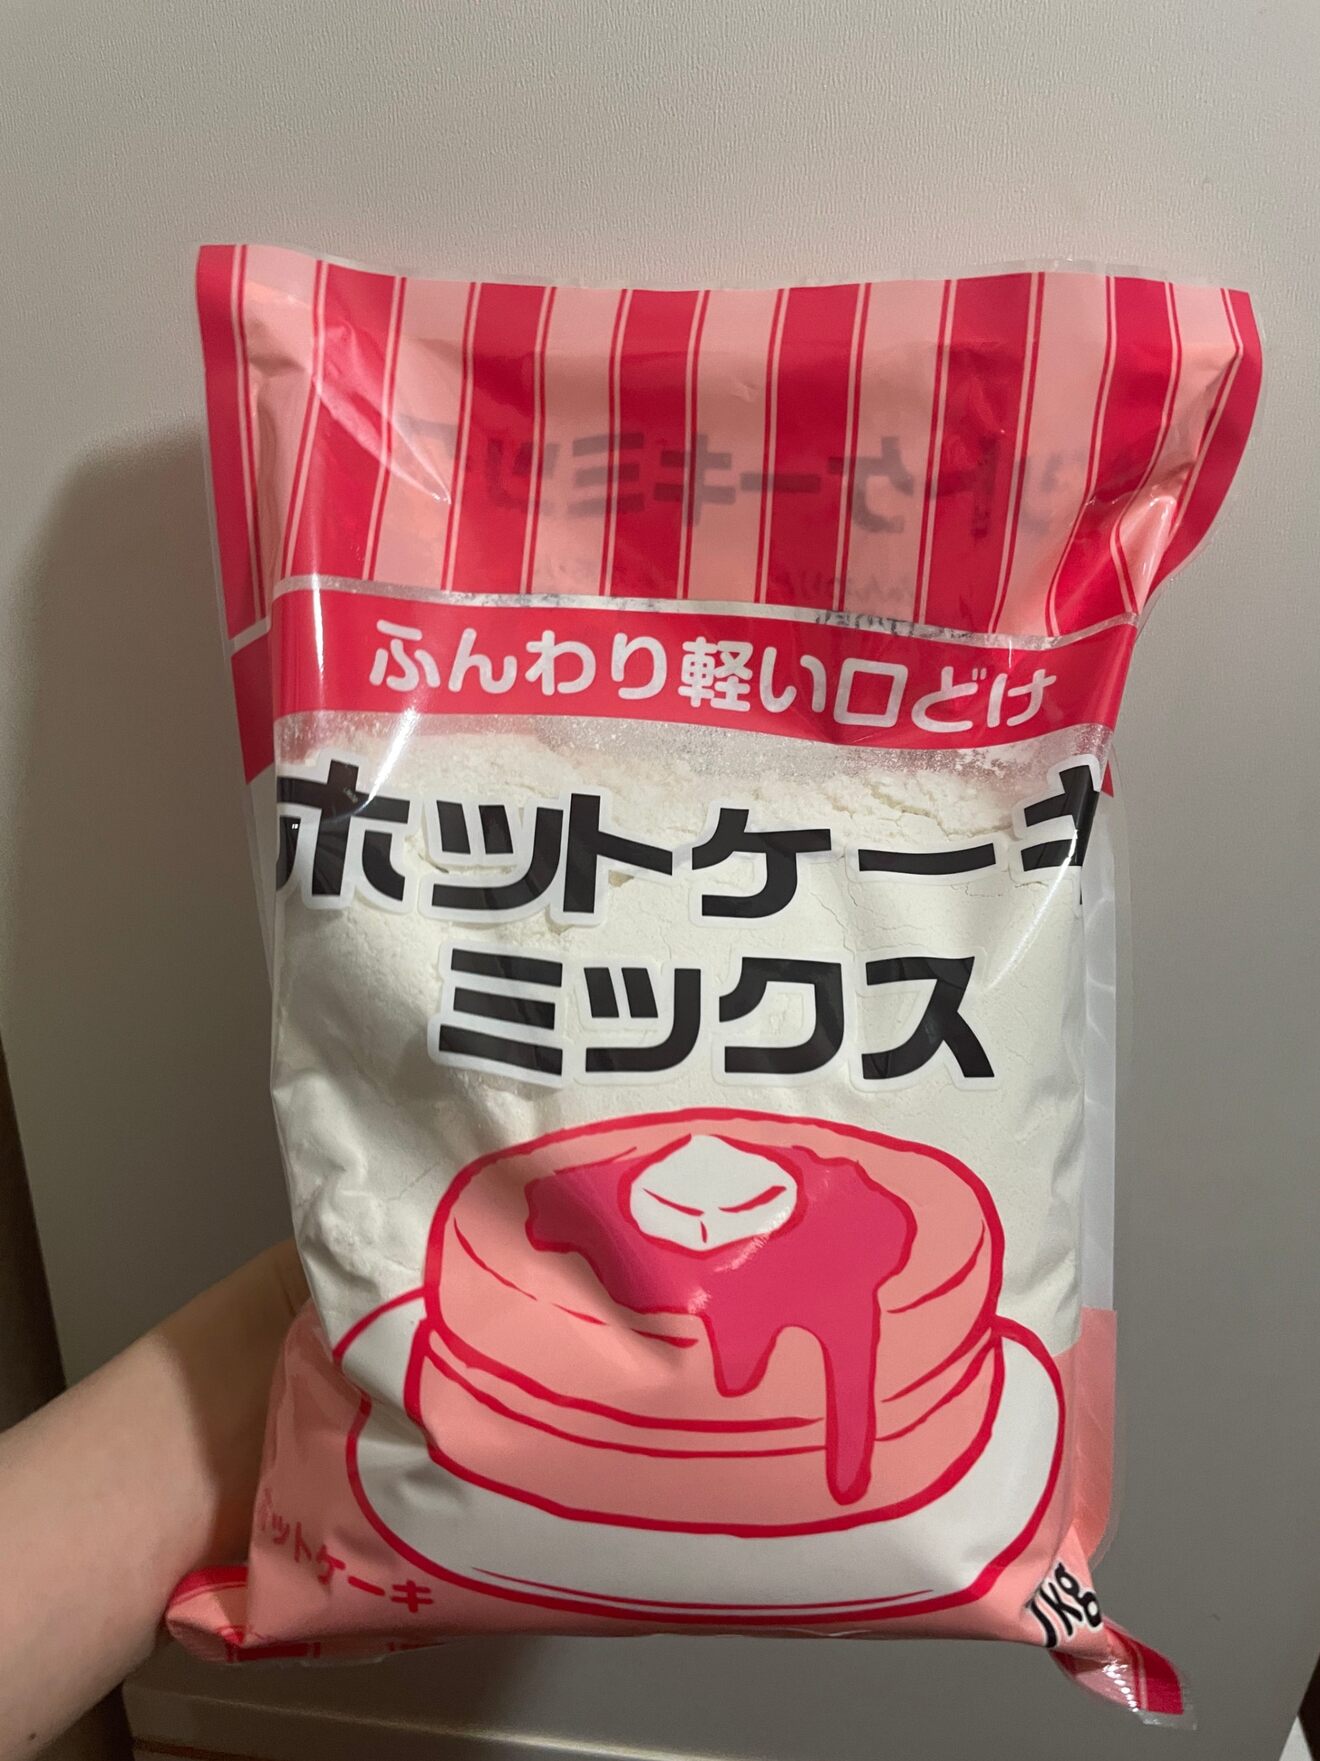 ふんわり軽い口どけ
ホットケーキ
ミックス
ホットケーキ
1kg